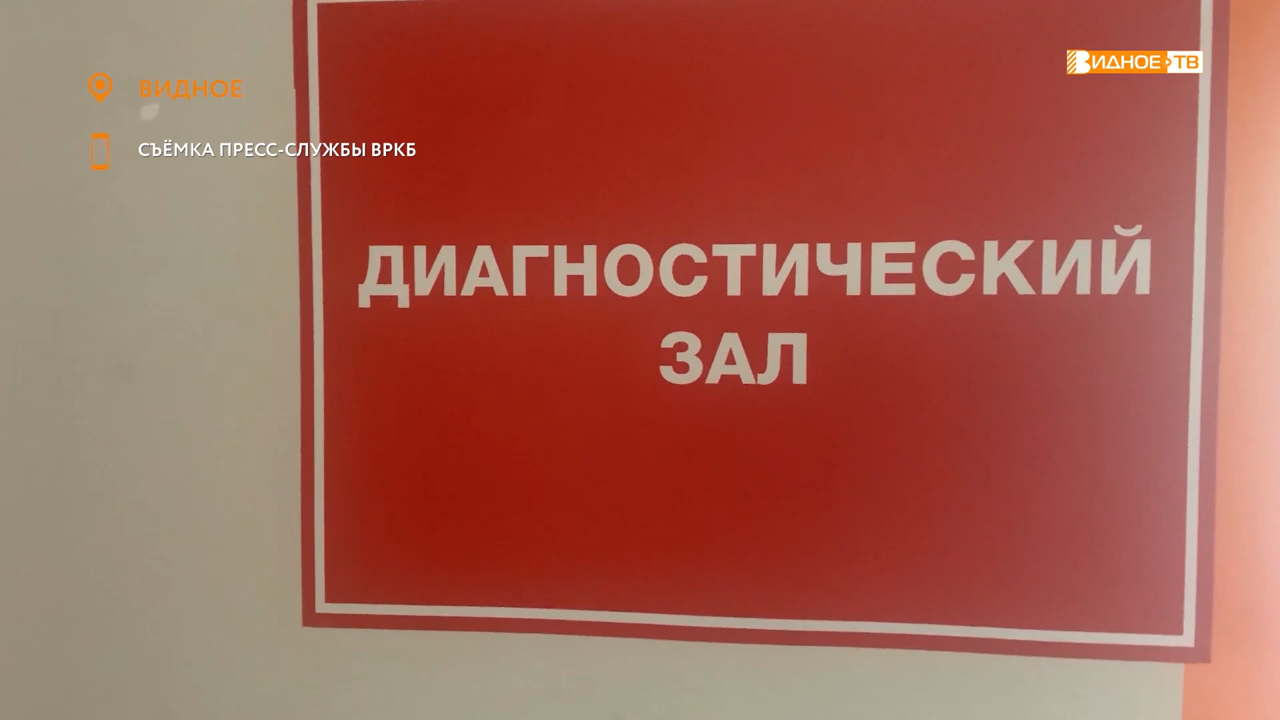 ВИДНОЕ
ВИДНОЕ ТВ
СЪЁМКА ПРЕСС-СЛУЖБЫ ВРКБ
ДИАГНОСТИЧЕСКИЙ
ЗАЛ